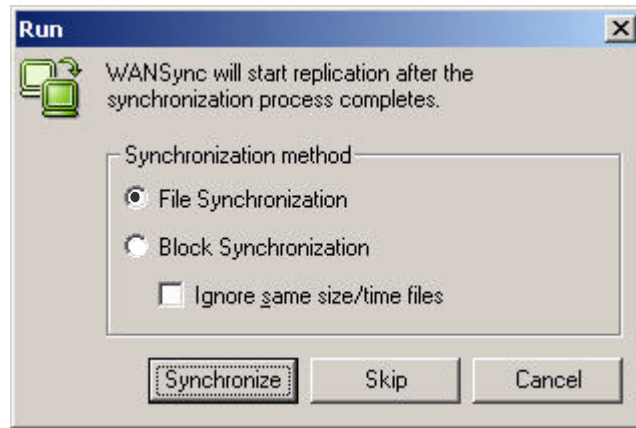 Run
WANSync will start replication after the
synchronization process completes.
Synchronization method
File Synchronization
Block Synchronization
Ignore same size/time files
Synchronize
Skip
Cancel